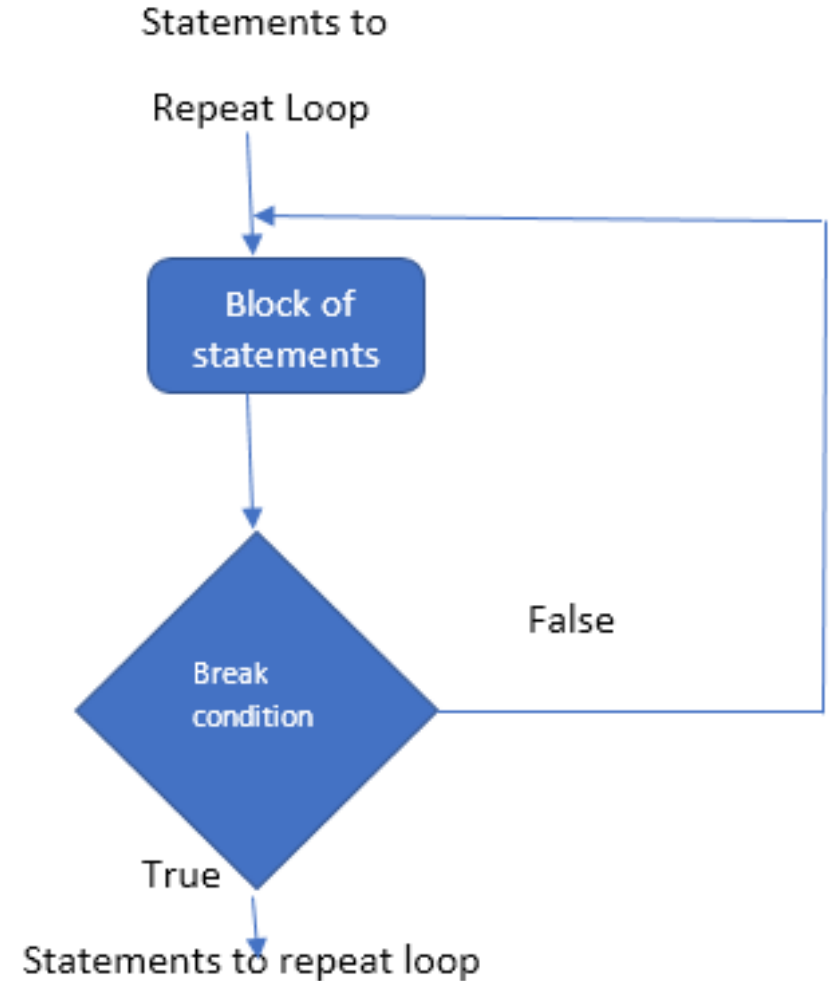 Statements to
Repeat Loop
Block of
statements
False
Break
condition
True
Statements to repeat loop